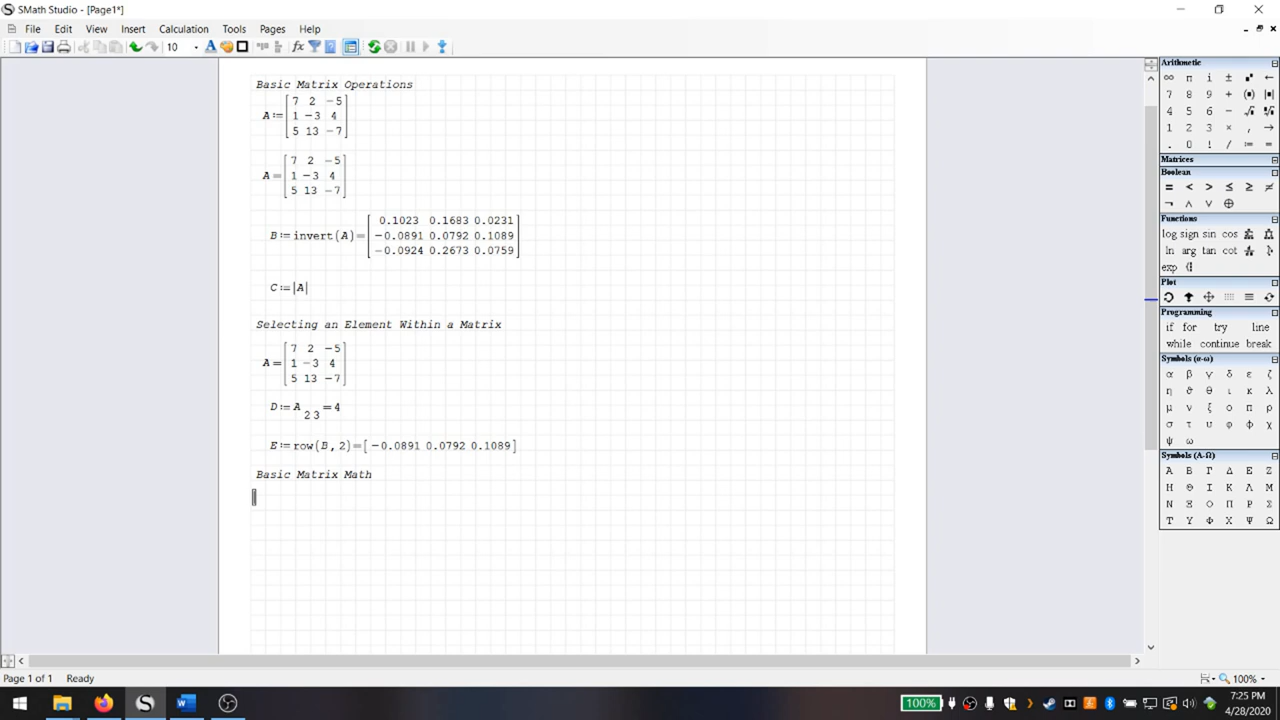 SMath Studio - [Page1*]
File Edit View Insert Calculation Tools Pages Help
10
Basic Matrix Operations
A:= [7 2 -5
1 -3 4
5 13 -7]
A= [7 2 -5
1 -3 4
5 13 -7]
B:= invert(A)= [0.1023 0.1683 0.0231
-0.0891 0.0792 0.1089
-0.0924 0.2673 0.0759]
C:= |A|
Selecting an Element Within a Matrix
A= [7 2 -5
1 -3 4
5 13 -7]
D:= A 2 3 = 4
E:= row(B, 2)=[-0.0891 0.0792 0.1089]
Basic Matrix Math
Arithmetic
∞ π i ±
7 8 9 + (▪) |▪|
4 5 6 -
1 2 3 × , →
. 0 ! / := =
Matrices
Boolean
= < > ≤ ≥ ≠
¬ ∧ ∨ ⊕
Functions
log sign sin cos
ln arg tan cot
exp
Plot
Programming
if for try line
while continue break
Symbols (α-ω)
α β γ δ ε ζ
η ϑ θ ι κ λ
μ ν ξ ο π ρ
σ τ υ φ χ
ψ ω
Symbols (Α-Ω)
Α Β Γ Δ Ε Ζ
Η Θ Ι Κ Λ Μ
Ν Ξ Ο Π Ρ Σ
Τ Υ Φ Χ Ψ Ω
Page 1 of 1 Ready
100%
100%
7:25 PM
4/28/2020